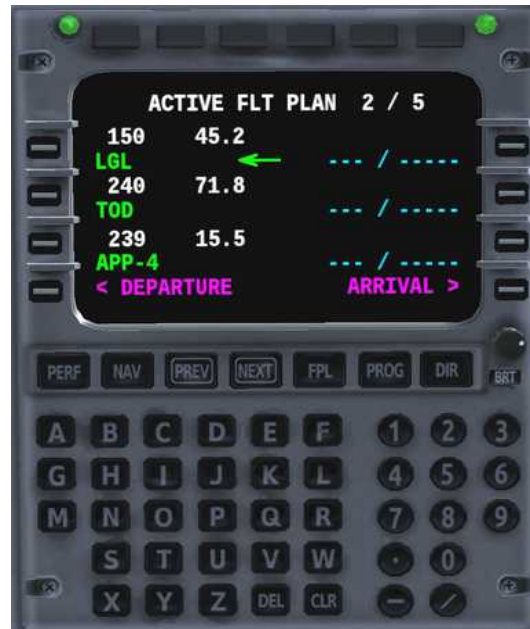 ACTIVE FLT PLAN 2 / 5
150 45.2
LGL --- / -----
240 71.8
TOD --- / -----
239 15.5
APP-4 --- / -----
< DEPARTURE ARRIVAL >
PERF NAV PREV NEXT FPL PROG DIR BRT
A B C D E F 1 2 3
G H I J K L 4 5 6
M N O P Q R 7 8 9
S T U V W · 0
X Y Z DEL CLR – /